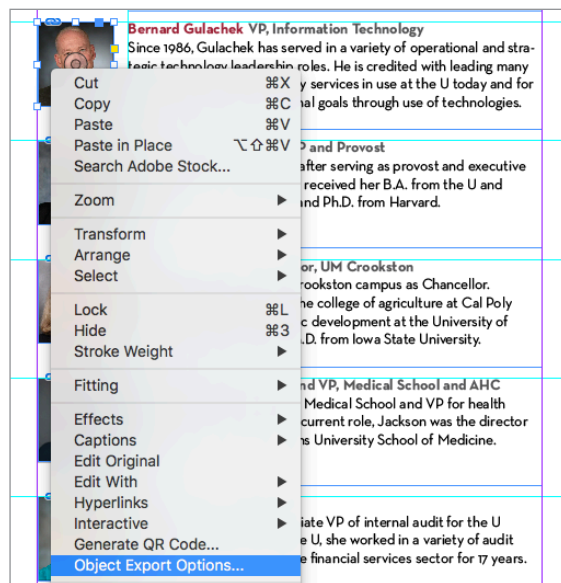 Bernard Gulachek VP, Information Technology
Since 1986, Gulachek has served in a variety of operational and stra-
tegic technology leadership roles. He is credited with leading many
Cut ⌘X
y services in use at the U today and for
Copy ⌘C
al goals through use of technologies.
Paste ⌘V
Paste in Place ⌥⇧⌘V
P and Provost
Search Adobe Stock...
after serving as provost and executive
received her B.A. from the U and
Zoom ▶
and Ph.D. from Harvard.
Transform ▶
Arrange ▶
or, UM Crookston
Select ▶
rookston campus as Chancellor.
he college of agriculture at Cal Poly
Lock ⌘L
c development at the University of
Hide ⌘3
.D. from Iowa State University.
Stroke Weight ▶
Fitting ▶
nd VP, Medical School and AHC
Medical School and VP for health
Effects ▶
current role, Jackson was the director
Captions ▶
ns University School of Medicine.
Edit Original
Edit With ▶
Hyperlinks ▶
Interactive ▶
iate VP of internal audit for the U
Generate QR Code...
e U, she worked in a variety of audit
Object Export Options...
e financial services sector for 17 years.